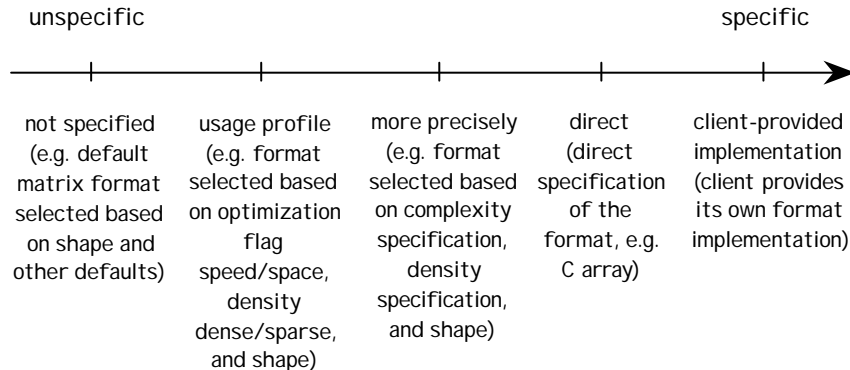 unspecific
specific
not specified
(e.g. default
matrix format
selected based
on shape and
other defaults)
usage profile
(e.g. format
selected based
on optimization
flag
speed/space,
density
dense/sparse,
and shape)
more precisely
(e.g. format
selected based
on complexity
specification,
density
specification,
and shape)
direct
(direct
specification
of the
format, e.g.
C array)
client-provided
implementation
(client provides
its own format
implementation)